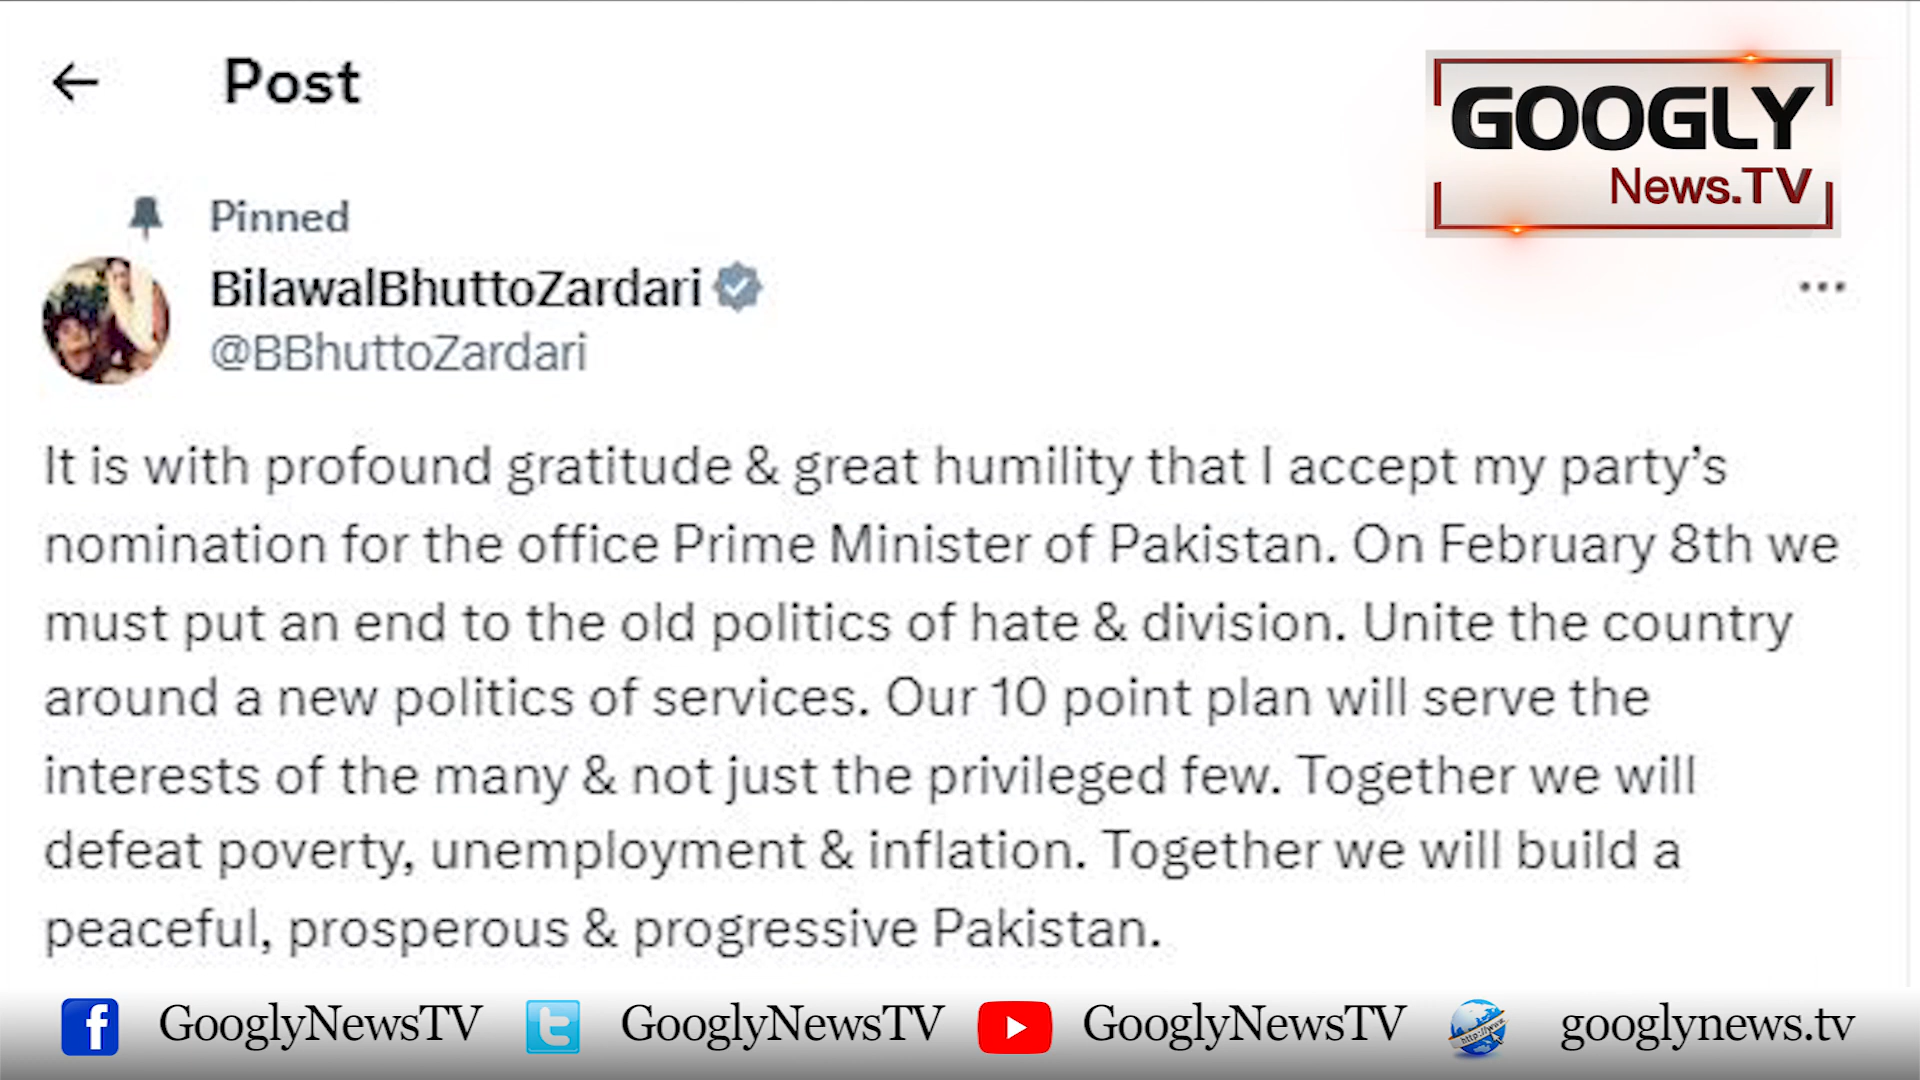 Post
GOOGLY
News.TV
Pinned
BilawalBhuttoZardari
@BBhuttoZardari
It is with profound gratitude & great humility that I accept my party’s
nomination for the office Prime Minister of Pakistan. On February 8th we
must put an end to the old politics of hate & division. Unite the country
around a new politics of services. Our 10 point plan will serve the
interests of the many & not just the privileged few. Together we will
defeat poverty, unemployment & inflation. Together we will build a
peaceful, prosperous & progressive Pakistan.
GooglyNewsTV GooglyNewsTV GooglyNewsTV googlynews.tv